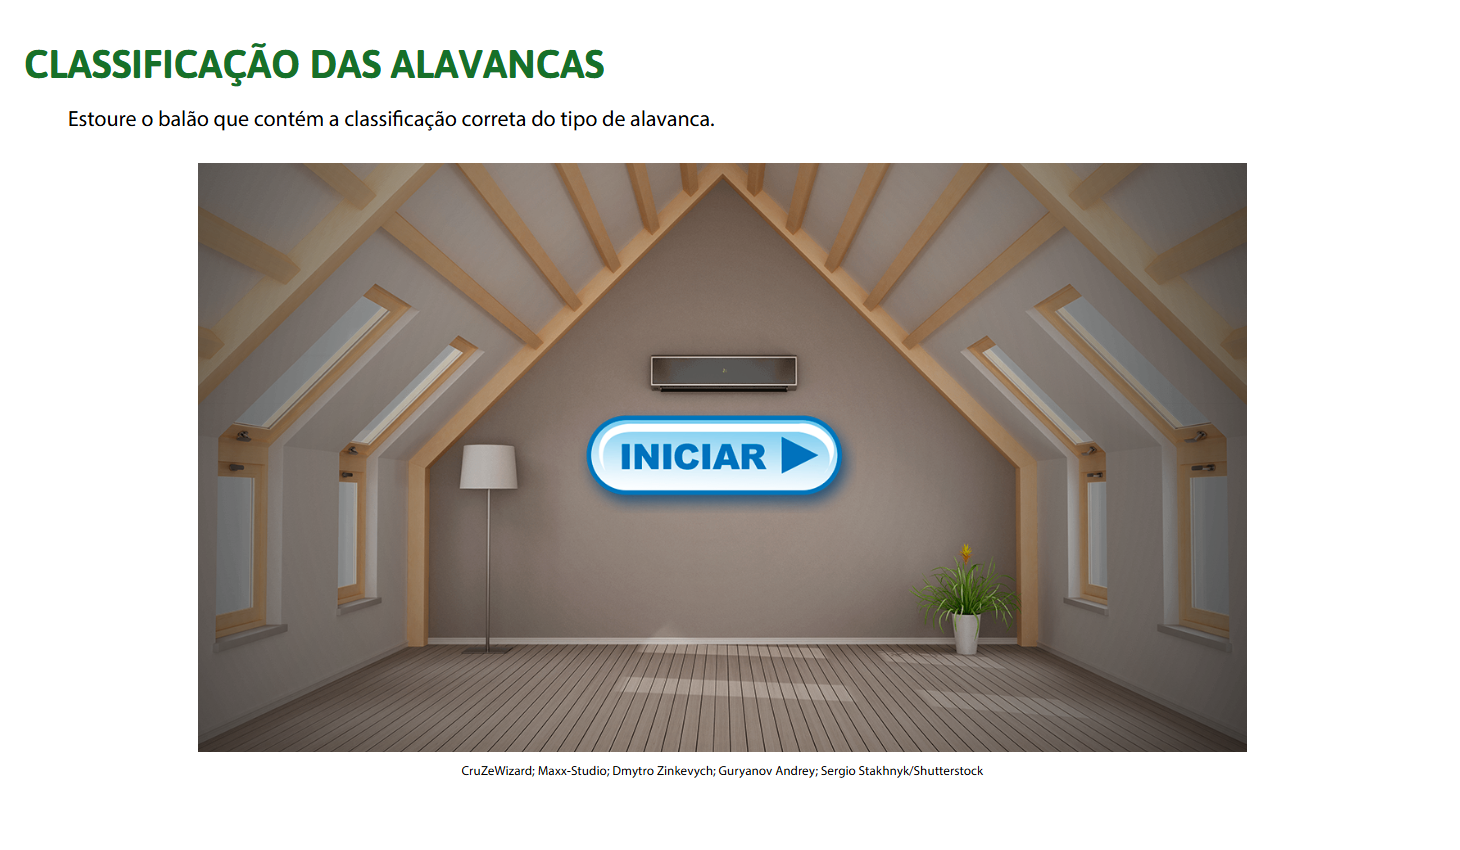 CLASSIFICAÇÃO DAS ALAVANCAS
Estoure o balão que contém a classificação correta do tipo de alavanca.
INICIAR
CruZeWizard; Maxx-Studio; Dmytro Zinkevych; Guryanov Andrey; Sergio Stakhnyk/Shutterstock